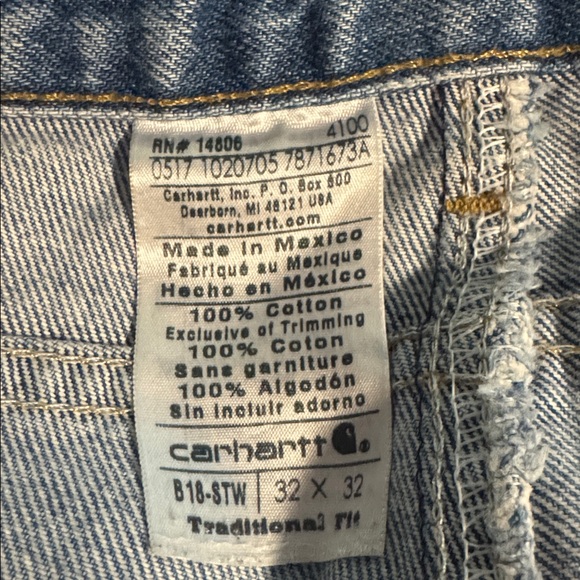 RN# 14806 4100
0517 1020705 7871673A
Carhartt, Inc. P. O. Box 600
Dearborn, MI 48121 USA
carhartt.com
Made in Mexico
Fabriqué au Mexique
Hecho en México
100% Cotton
Exclusive of Trimming
100% Coton
Sans garniture
100% Algodón
Sin incluir adorno
carhartt®
B18-STW 32 X 32
Traditional Fit